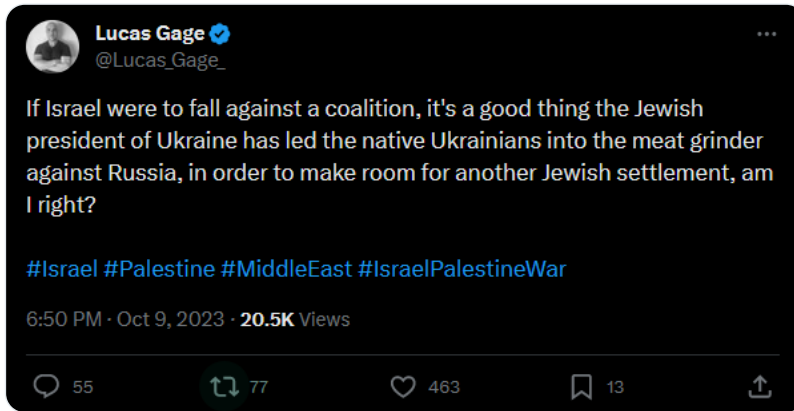 Lucas Gage
@Lucas_Gage_
If Israel were to fall against a coalition, it's a good thing the Jewish
president of Ukraine has led the native Ukrainians into the meat grinder
against Russia, in order to make room for another Jewish settlement, am
I right?
#Israel #Palestine #MiddleEast #IsraelPalestineWar
6:50 PM · Oct 9, 2023 · 20.5K Views
55 77 463 13